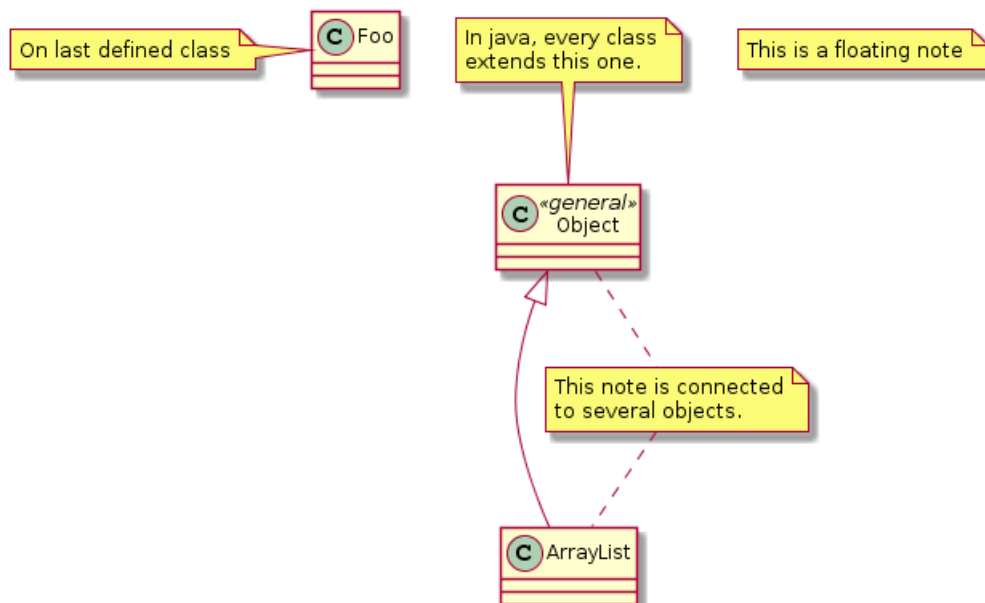 On last defined class
C Foo
In java, every class
extends this one.
This is a floating note
C «general»
Object
This note is connected
to several objects.
C ArrayList